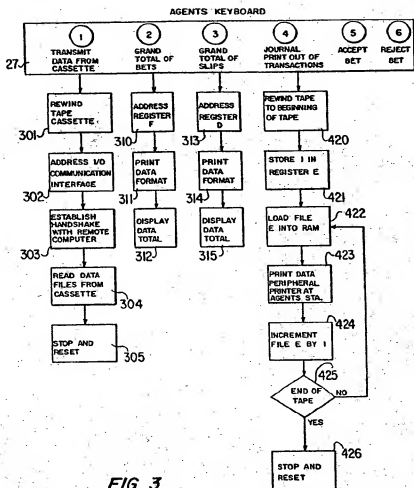 AGENTS KEYBOARD
27
1
TRANSMIT
DATA FROM
CASSETTE
2
GRAND
TOTAL OF
BETS
3
GRAND
TOTAL OF
SLIPS
4
JOURNAL
PRINT OUT OF
TRANSACTIONS
5
ACCEPT
BET
6
REJECT
BET
REWIND
TAPE
CASSETTE
301
ADDRESS I/O
COMMUNICATION
INTERFACE
302
ESTABLISH
HANDSHAKE
WITH REMOTE
COMPUTER
303
READ DATA
FILES FROM
CASSETTE
304
STOP AND
RESET
305
ADDRESS
REGISTER
F
310
PRINT
DATA
FORMAT
311
DISPLAY
DATA
TOTAL
312
ADDRESS
REGISTER
D
313
PRINT
DATA
FORMAT
314
DISPLAY
DATA
TOTAL
315
REWIND TAPE
TO BEGINNING
OF TAPE
420
STORE I IN
REGISTER E
421
LOAD FILE
E INTO RAM
422
423
PRINT DATA
PERIPHERAL
PRINTER AT
AGENTS STA.
424
INCREMENT
FILE E BY I
425
END OF
TAPE
NO
YES
426
STOP AND
RESET
FIG 3